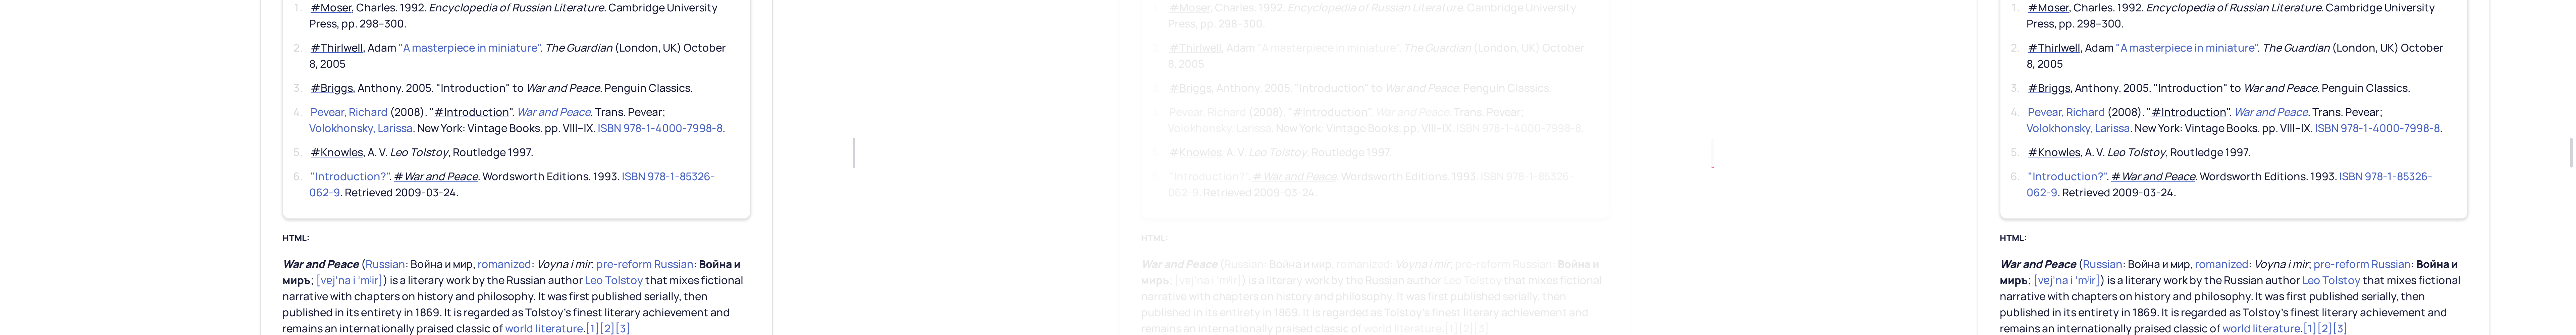 1. #Moser, Charles. 1992. Encyclopedia of Russian Literature. Cambridge University
Press, pp. 298–300.
2. #Thirlwell, Adam "A masterpiece in miniature". The Guardian (London, UK) October
8, 2005
3. #Briggs, Anthony. 2005. "Introduction" to War and Peace. Penguin Classics.
4. Pevear, Richard (2008). "#Introduction". War and Peace. Trans. Pevear;
Volokhonsky, Larissa. New York: Vintage Books. pp. VIII–IX. ISBN 978-1-4000-7998-8.
5. #Knowles, A. V. Leo Tolstoy, Routledge 1997.
6. "Introduction?". #War and Peace. Wordsworth Editions. 1993. ISBN 978-1-85326-
062-9. Retrieved 2009-03-24.
HTML:
War and Peace (Russian: Война и мир, romanized: Voyna i mir; pre-reform Russian: Война и
миръ; [vɐjˈna i ˈmʲir]) is a literary work by the Russian author Leo Tolstoy that mixes fictional
narrative with chapters on history and philosophy. It was first published serially, then
published in its entirety in 1869. It is regarded as Tolstoy's finest literary achievement and
remains an internationally praised classic of world literature.[1][2][3]
#Moser, Charles. 1992. Encyclopedia of Russian Literature. Cambridge University
Press, pp. 298–300.
#Thirlwell, Adam "A masterpiece in miniature". The Guardian (London, UK) October
8, 2005
#Briggs, Anthony. 2005. "Introduction" to War and Peace. Penguin Classics.
Pevear, Richard (2008). "#Introduction". War and Peace. Trans. Pevear;
Volokhonsky, Larissa. New York: Vintage Books. pp. VIII–IX. ISBN 978-1-4000-7998-8.
#Knowles, A. V. Leo Tolstoy, Routledge 1997.
"Introduction?". #War and Peace. Wordsworth Editions. 1993. ISBN 978-1-85326-
062-9. Retrieved 2009-03-24.
HTML:
War and Peace (Russian: Война и мир, romanized: Voyna i mir; pre-reform Russian: Война и
миръ; [vɐjˈna i ˈmʲir]) is a literary work by the Russian author Leo Tolstoy that mixes fictional
narrative with chapters on history and philosophy. It was first published serially, then
published in its entirety in 1869. It is regarded as Tolstoy's finest literary achievement and
remains an internationally praised classic of world literature.[1][2][3]
1. #Moser, Charles. 1992. Encyclopedia of Russian Literature. Cambridge University
Press, pp. 298–300.
2. #Thirlwell, Adam "A masterpiece in miniature". The Guardian (London, UK) October
8, 2005
3. #Briggs, Anthony. 2005. "Introduction" to War and Peace. Penguin Classics.
4. Pevear, Richard (2008). "#Introduction". War and Peace. Trans. Pevear;
Volokhonsky, Larissa. New York: Vintage Books. pp. VIII–IX. ISBN 978-1-4000-7998-8.
5. #Knowles, A. V. Leo Tolstoy, Routledge 1997.
6. "Introduction?". #War and Peace. Wordsworth Editions. 1993. ISBN 978-1-85326-
062-9. Retrieved 2009-03-24.
HTML:
War and Peace (Russian: Война и мир, romanized: Voyna i mir; pre-reform Russian: Война и
миръ; [vɐjˈna i ˈmʲir]) is a literary work by the Russian author Leo Tolstoy that mixes fictional
narrative with chapters on history and philosophy. It was first published serially, then
published in its entirety in 1869. It is regarded as Tolstoy's finest literary achievement and
remains an internationally praised classic of world literature.[1][2][3]